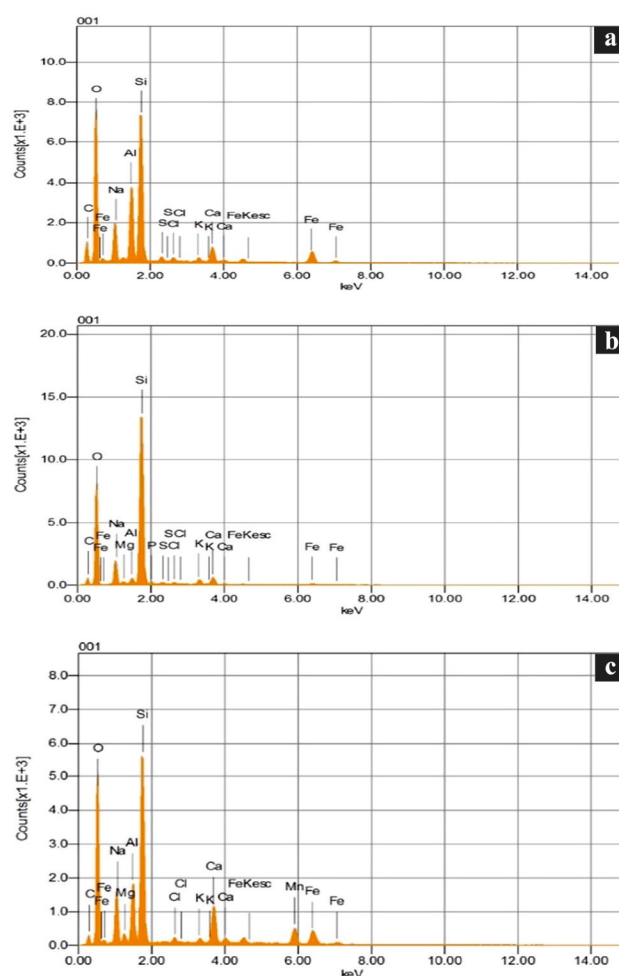 001
a
Counts[x1.E+3]
10.0
8.0
6.0
4.0
2.0
0.0
C O Fe Fe Na Al Si S S Cl Cl K K Ca Ca FeKesc Fe Fe
0.00 2.00 4.00 6.00 8.00 10.00 12.00 14.00
keV
001
b
Counts[x1.E+3]
20.0
15.0
10.0
5.0
0.0
C O Fe Fe Na Mg Al Si P S S Cl Cl K K Ca Ca FeKesc Fe Fe
0.00 2.00 4.00 6.00 8.00 10.00 12.00 14.00
keV
001
c
Counts[x1.E+3]
8.0
7.0
6.0
5.0
4.0
3.0
2.0
1.0
0.0
C O Fe Fe Na Mg Al Si Cl Cl K K Ca Ca FeKesc Mn Fe Fe
0.00 2.00 4.00 6.00 8.00 10.00 12.00 14.00
keV